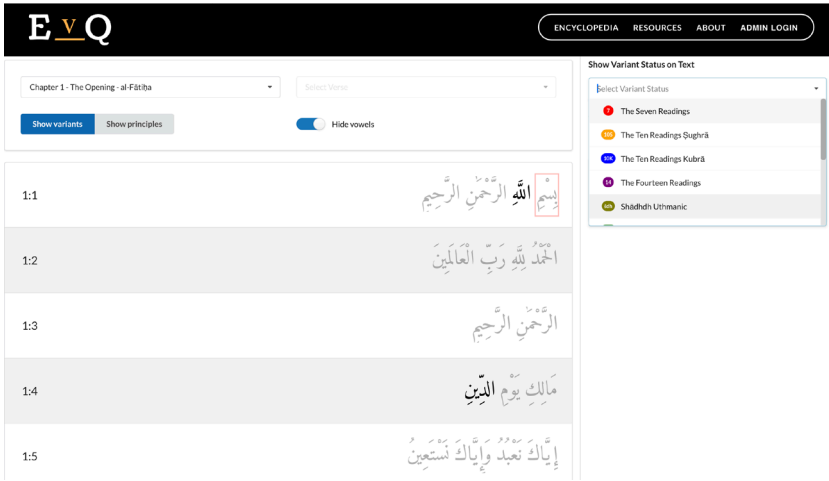 E v Q
ENCYCLOPEDIA RESOURCES ABOUT ADMIN LOGIN
Chapter 1 - The Opening - al-Fātiḥa
Select Verse
Show variants Show principles
Hide vowels
1:1 بِسْمِ اللَّهِ الرَّحْمَٰنِ الرَّحِيمِ
1:2 الْحَمْدُ لِلَّهِ رَبِّ الْعَالَمِينَ
1:3 الرَّحْمَٰنِ الرَّحِيمِ
1:4 مَالِكِ يَوْمِ الدِّينِ
1:5 إِيَّاكَ نَعْبُدُ وَإِيَّاكَ نَسْتَعِينُ
Show Variant Status on Text
Select Variant Status
7 The Seven Readings
10S The Ten Readings Ṣughrā
10K The Ten Readings Kubrā
14 The Fourteen Readings
Shādhdh Uthmanic